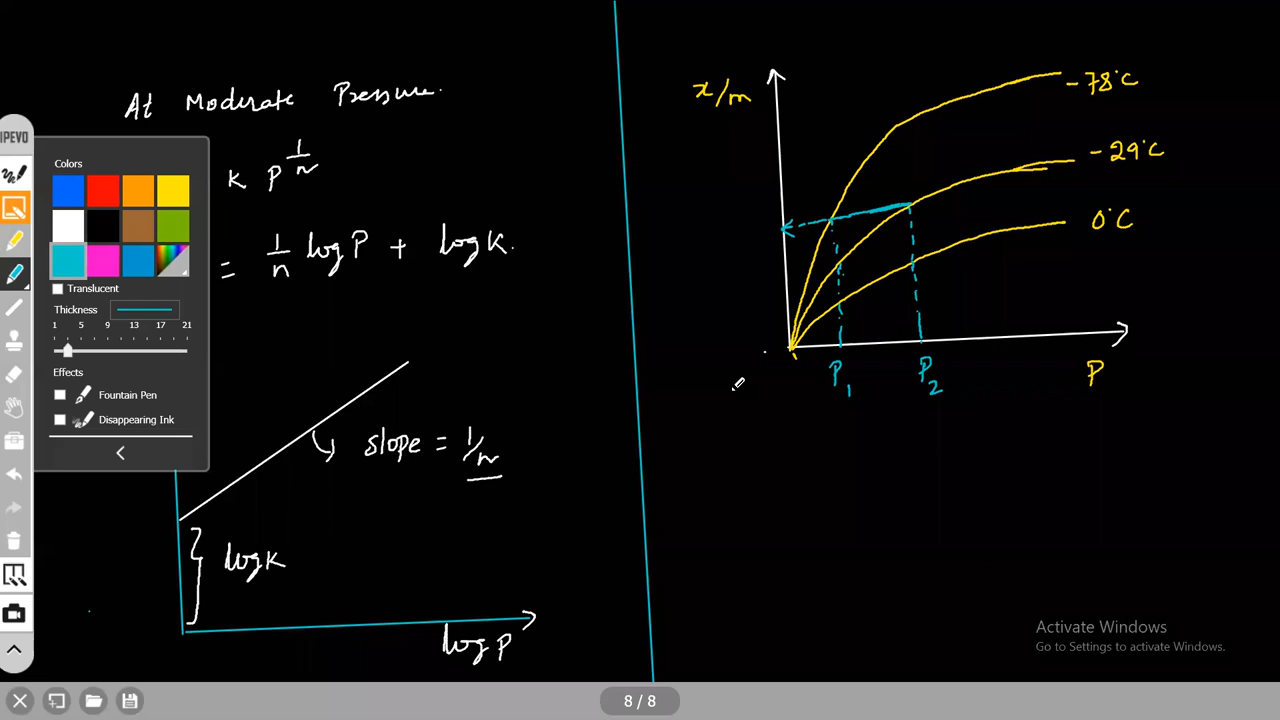 At Moderate Pressure.
K P^1/n
= 1/n log P + log K.
slope = 1/n
log K
log P
x/m
-78°C
-29°C
0°C
P1 P2 P
IPEVO
Colors
Translucent
Thickness
1 5 9 13 17 21
Effects
Fountain Pen
Disappearing Ink
Activate Windows
Go to Settings to activate Windows.
8 / 8